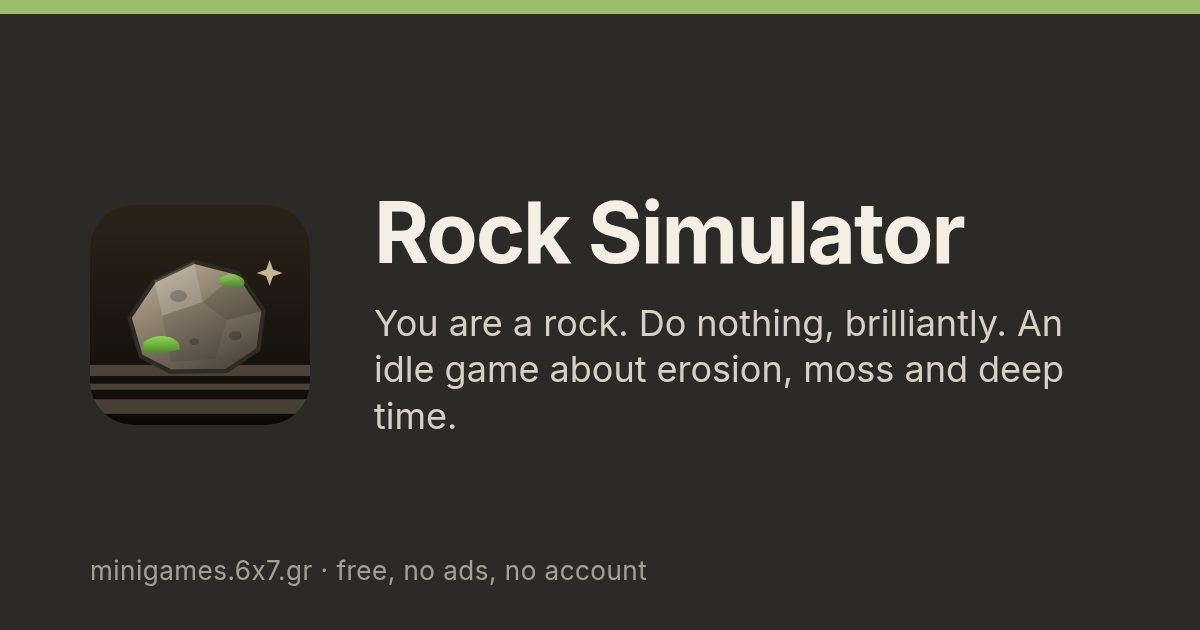 Rock Simulator
You are a rock. Do nothing, brilliantly. An
idle game about erosion, moss and deep
time.
minigames.6x7.gr · free, no ads, no account